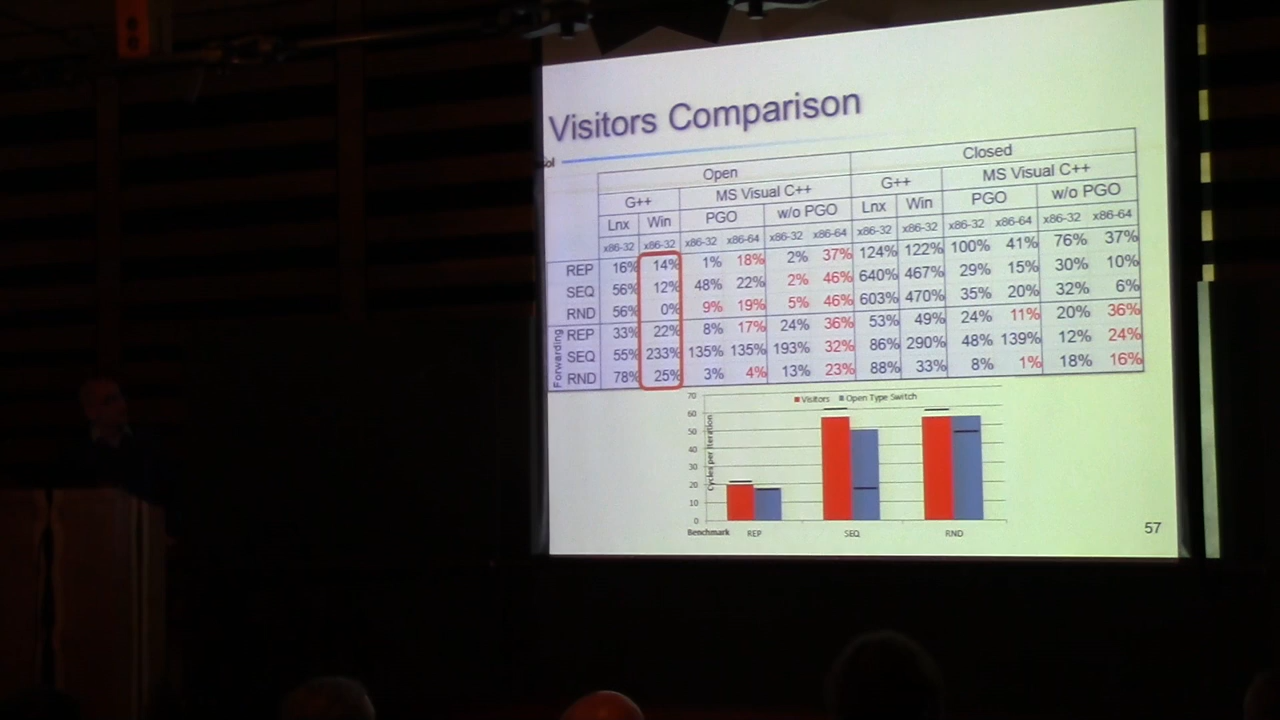 Visitors Comparison
Open Closed
G++ MS Visual C++ G++ MS Visual C++
Lnx Win PGO w/o PGO Lnx Win PGO w/o PGO
x86-32 x86-32 x86-32 x86-64 x86-32 x86-64 x86-32 x86-32 x86-32 x86-64 x86-32 x86-64
REP 16% 14% 1% 18% 2% 37% 124% 122% 100% 41% 76% 37%
SEQ 56% 12% 48% 22% 2% 46% 640% 467% 29% 15% 30% 10%
RND 56% 0% 9% 19% 5% 46% 603% 470% 35% 20% 32% 6%
Forwarding
REP 33% 22% 8% 17% 24% 36% 53% 49% 24% 11% 20% 36%
SEQ 55% 233% 135% 135% 193% 32% 86% 290% 48% 139% 12% 24%
RND 78% 25% 3% 4% 13% 23% 88% 33% 8% 1% 18% 16%
Visitors Open Type Switch
Cycles per Iteration
70
60
50
40
30
20
10
0
Benchmark REP SEQ RND
57